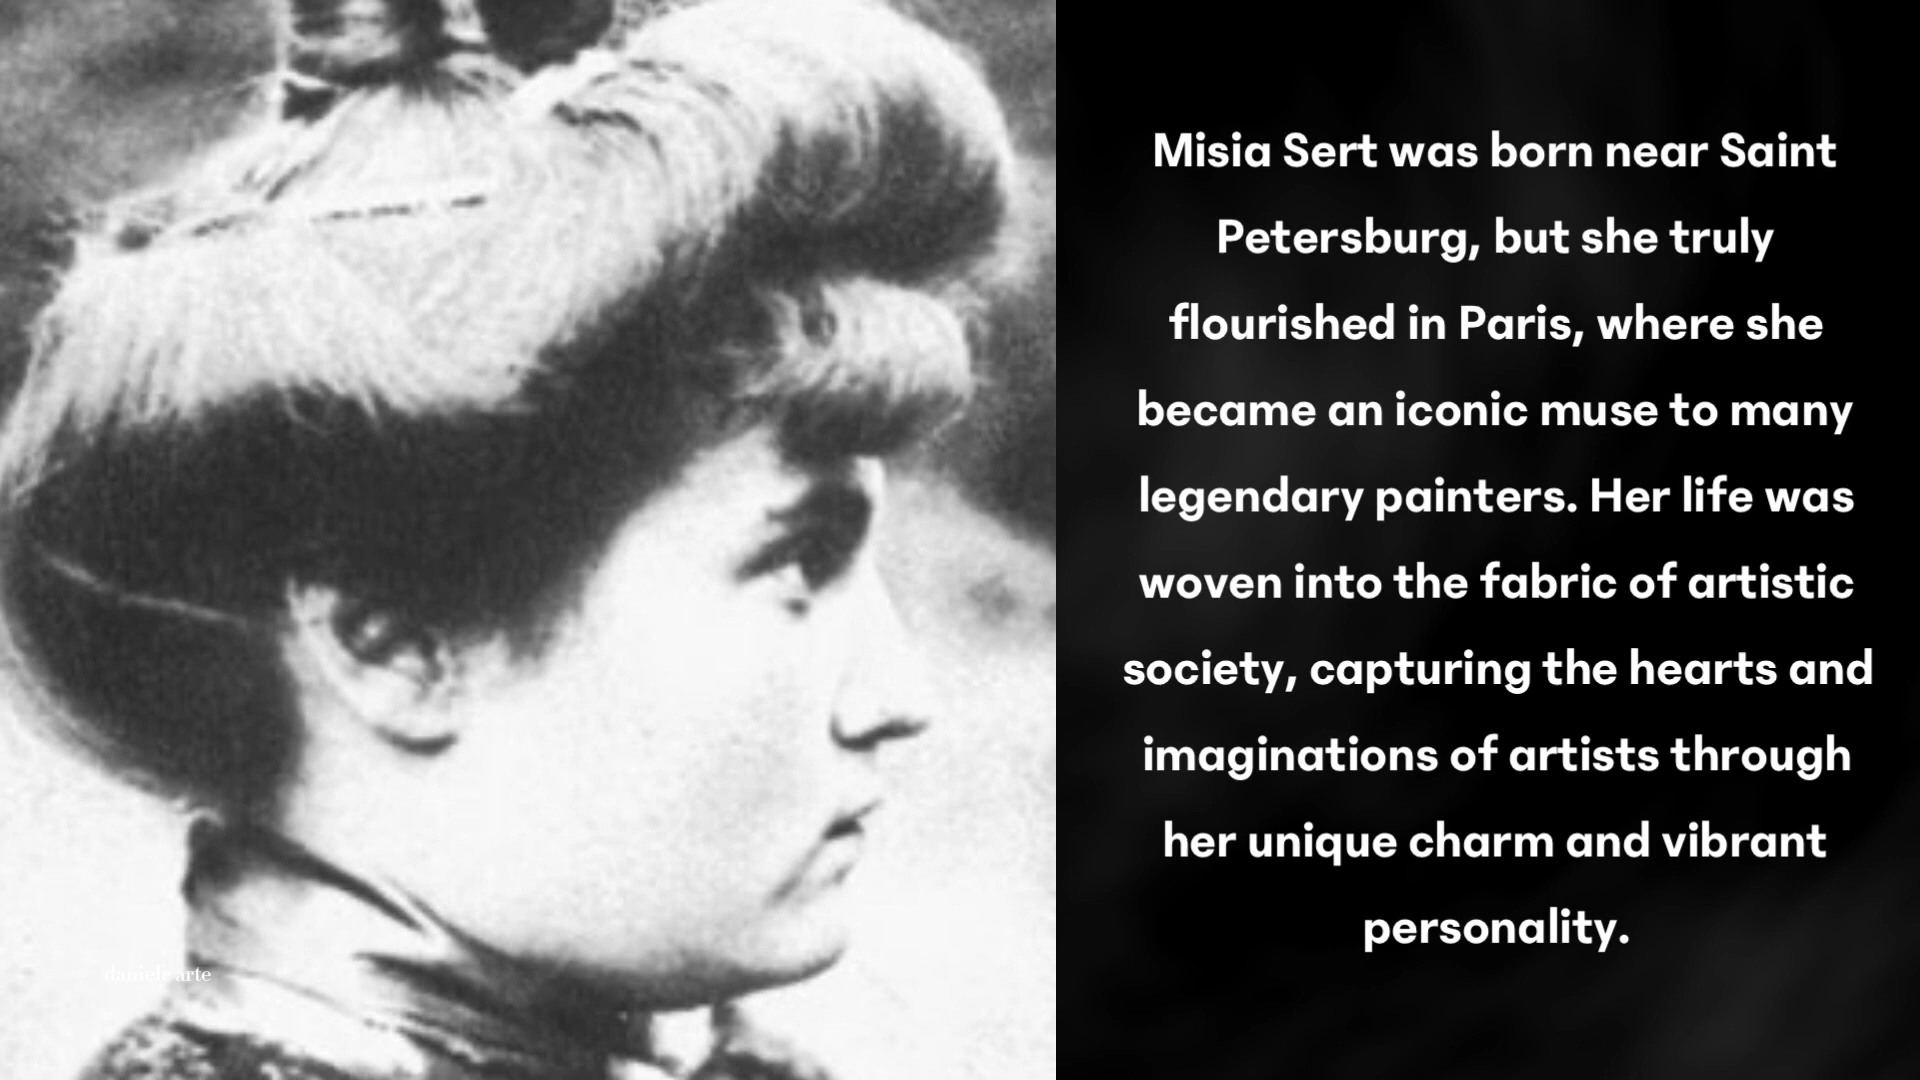 Misia Sert was born near Saint
Petersburg, but she truly
flourished in Paris, where she
became an iconic muse to many
legendary painters. Her life was
woven into the fabric of artistic
society, capturing the hearts and
imaginations of artists through
her unique charm and vibrant
personality.
daniele arte